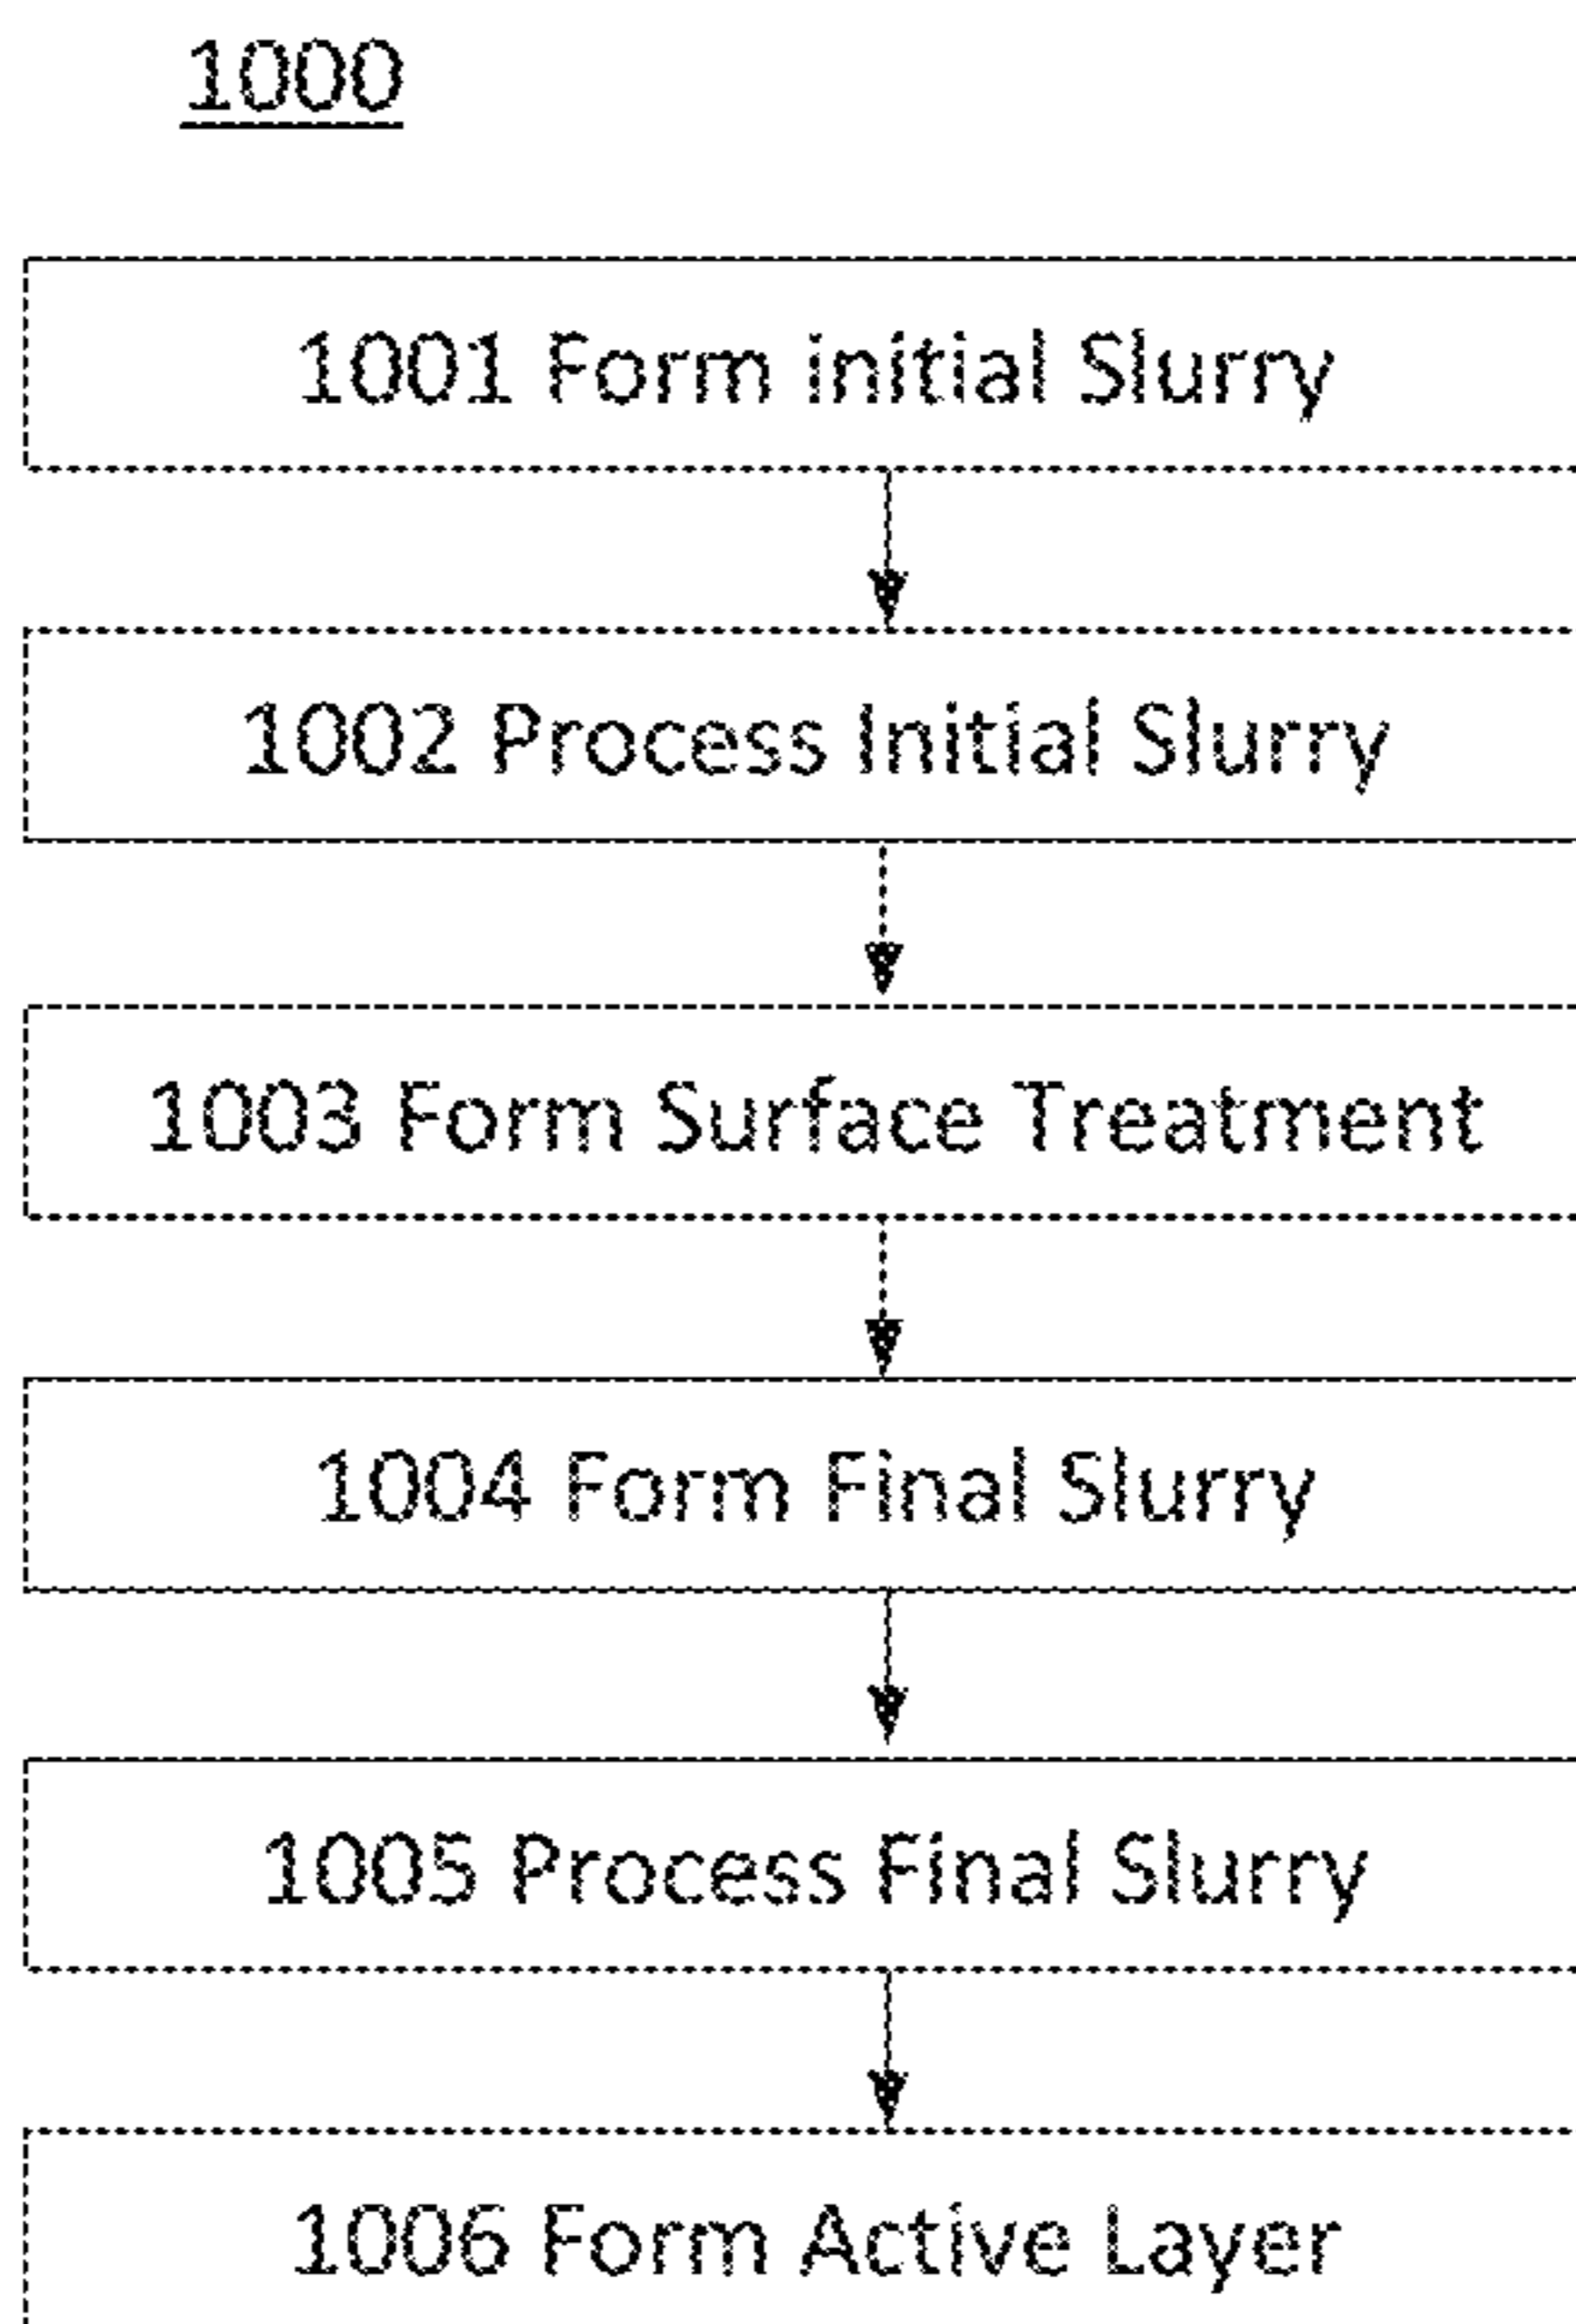 1000
1001 Form initial Slurry
1002 Process Initial Slurry
1003 Form Surface Treatment
1004 Form Final Slurry
1005 Process Final Slurry
1006 Form Active Layer